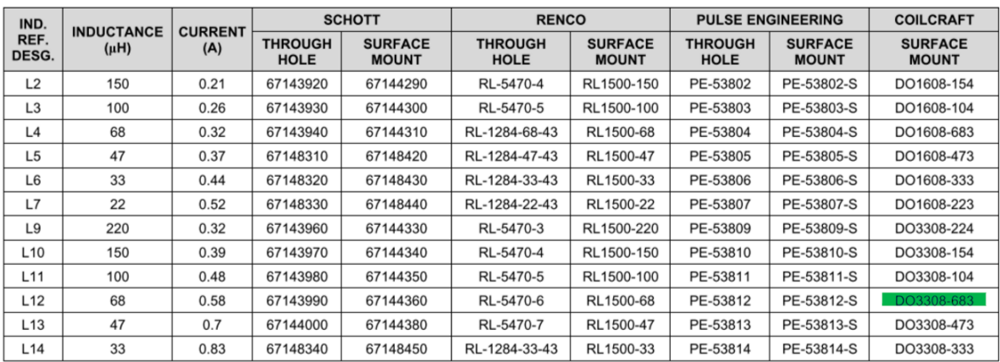 IND. REF. DESG. INDUCTANCE (μH) CURRENT (A) SCHOTT RENCO PULSE ENGINEERING COILCRAFT
THROUGH HOLE SURFACE MOUNT THROUGH HOLE SURFACE MOUNT THROUGH HOLE SURFACE MOUNT SURFACE MOUNT
L2 150 0.21 67143920 67144290 RL-5470-4 RL1500-150 PE-53802 PE-53802-S DO1608-154
L3 100 0.26 67143930 67144300 RL-5470-5 RL1500-100 PE-53803 PE-53803-S DO1608-104
L4 68 0.32 67143940 67144310 RL-1284-68-43 RL1500-68 PE-53804 PE-53804-S DO1608-683
L5 47 0.37 67148310 67148420 RL-1284-47-43 RL1500-47 PE-53805 PE-53805-S DO1608-473
L6 33 0.44 67148320 67148430 RL-1284-33-43 RL1500-33 PE-53806 PE-53806-S DO1608-333
L7 22 0.52 67148330 67148440 RL-1284-22-43 RL1500-22 PE-53807 PE-53807-S DO1608-223
L9 220 0.32 67143960 67144330 RL-5470-3 RL1500-220 PE-53809 PE-53809-S DO3308-224
L10 150 0.39 67143970 67144340 RL-5470-4 RL1500-150 PE-53810 PE-53810-S DO3308-154
L11 100 0.48 67143980 67144350 RL-5470-5 RL1500-100 PE-53811 PE-53811-S DO3308-104
L12 68 0.58 67143990 67144360 RL-5470-6 RL1500-68 PE-53812 PE-53812-S DO3308-683
L13 47 0.7 67144000 67144380 RL-5470-7 RL1500-47 PE-53813 PE-53813-S DO3308-473
L14 33 0.83 67148340 67148450 RL-1284-33-43 RL1500-33 PE-53814 PE-53814-S DO3308-333